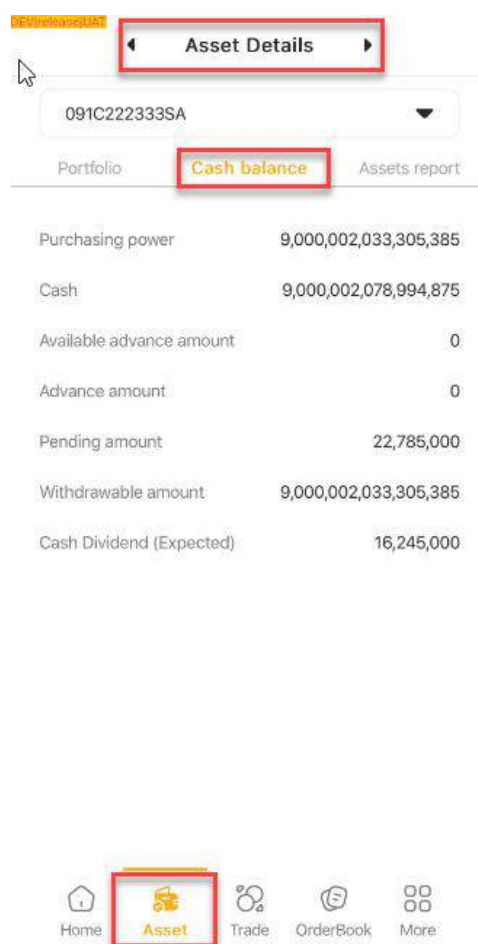 DEV|release|UAT
Asset Details
091C222333SA
Portfolio Cash balance Assets report
Purchasing power 9,000,002,033,305,385
Cash 9,000,002,078,994,875
Available advance amount 0
Advance amount 0
Pending amount 22,785,000
Withdrawable amount 9,000,002,033,305,385
Cash Dividend (Expected) 16,245,000
Home Asset Trade OrderBook More